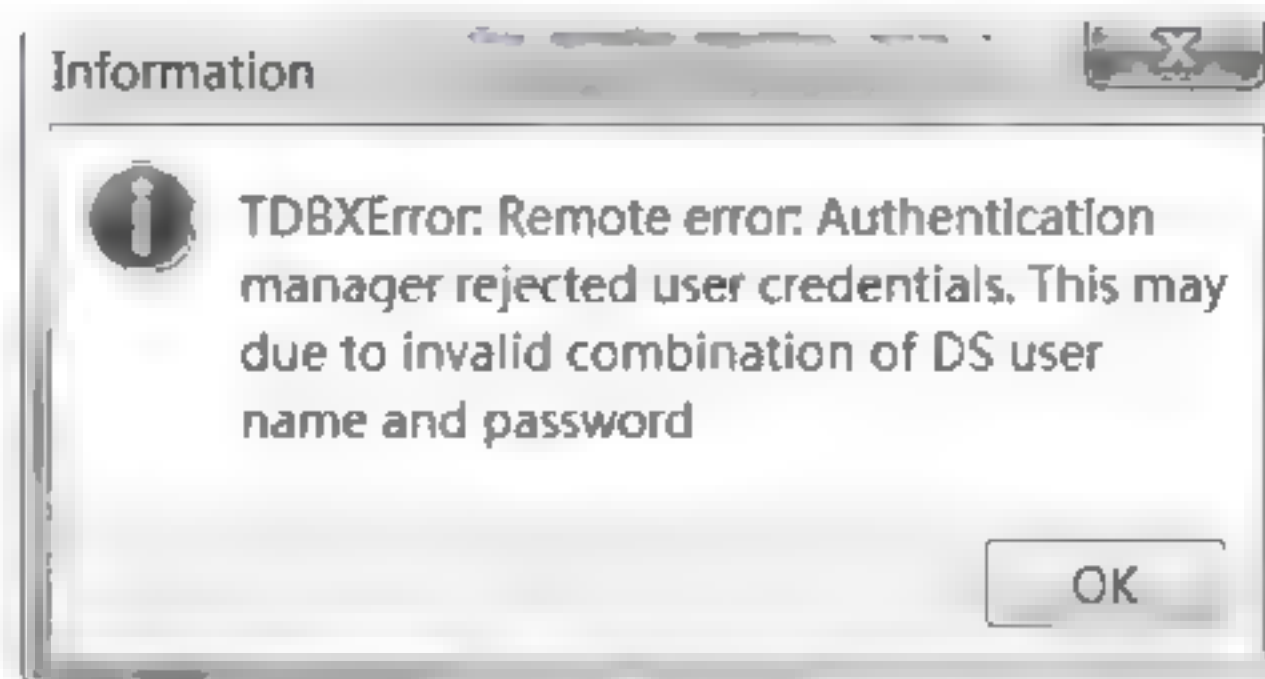 Information
TDBXError: Remote error: Authentication
manager rejected user credentials. This may
due to invalid combination of DS user
name and password
OK